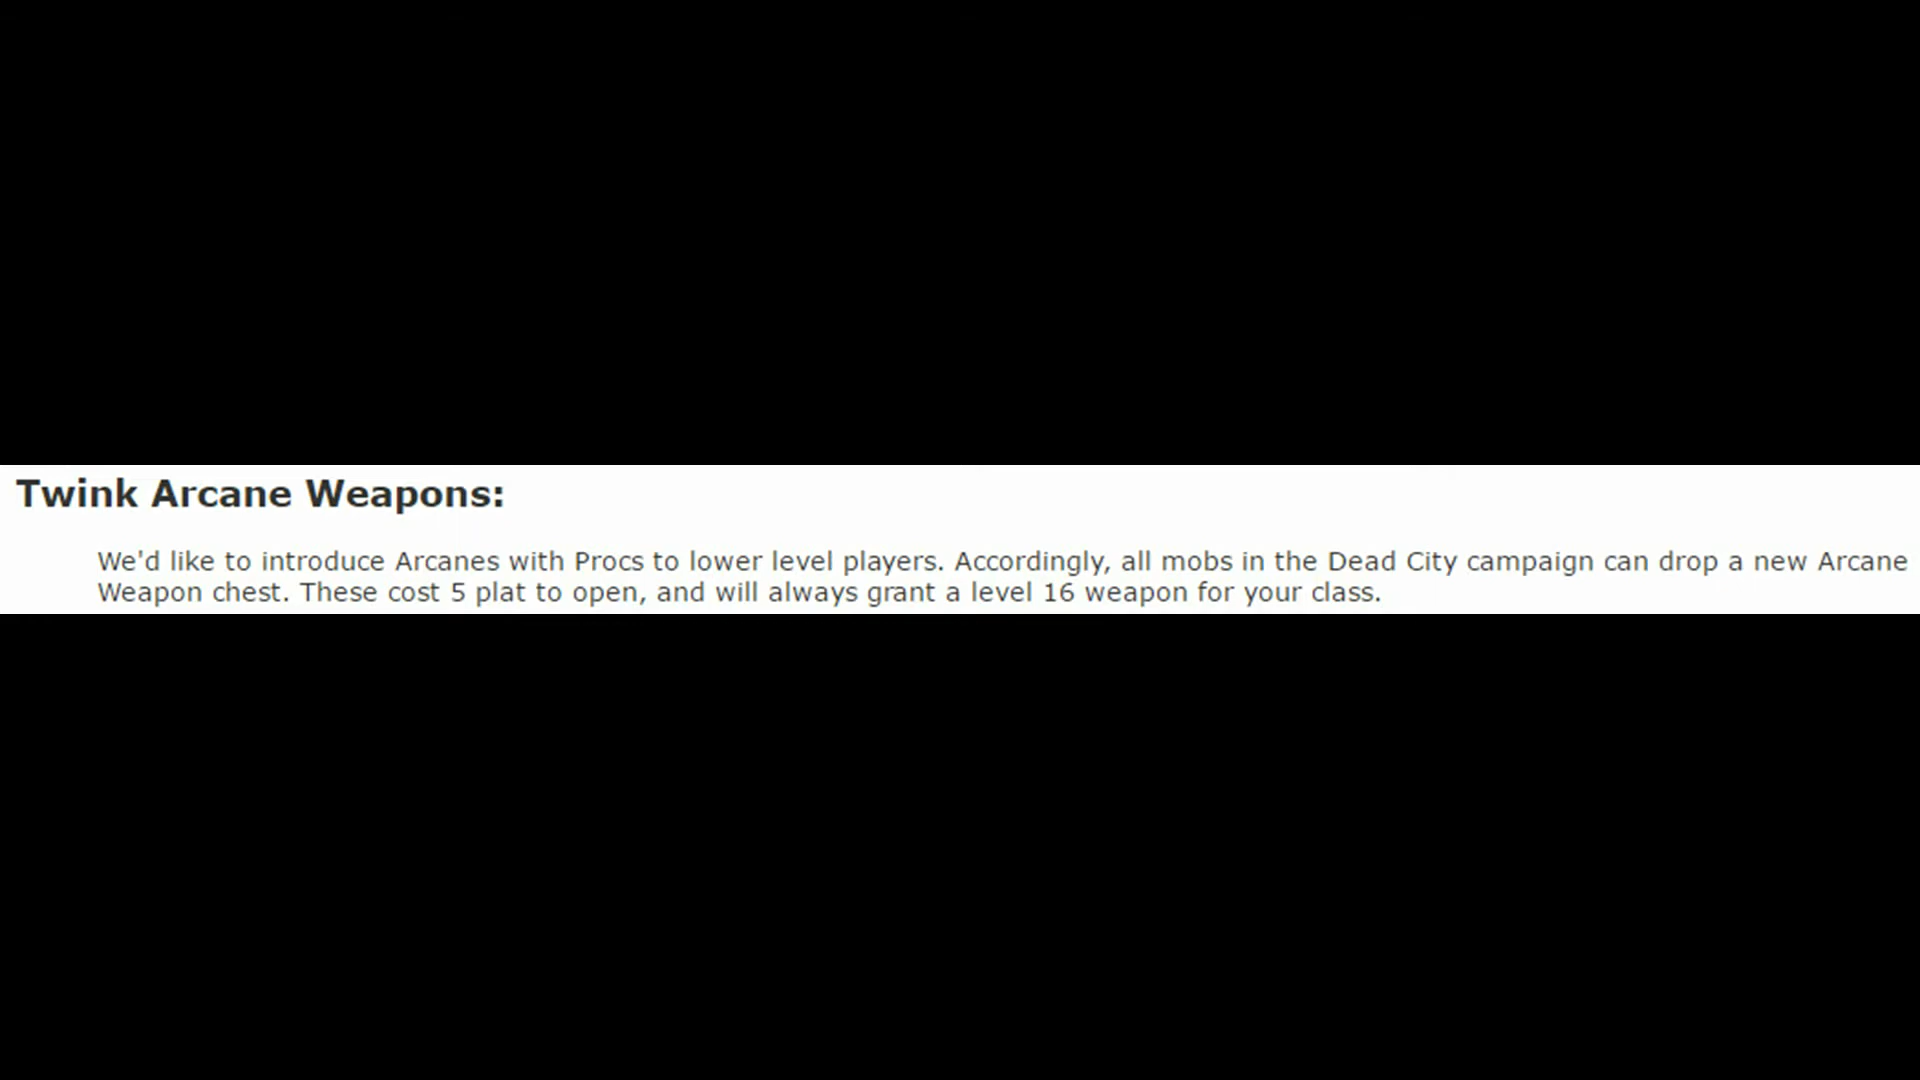 Twink Arcane Weapons:
We'd like to introduce Arcanes with Procs to lower level players. Accordingly, all mobs in the Dead City campaign can drop a new Arcane
Weapon chest. These cost 5 plat to open, and will always grant a level 16 weapon for your class.